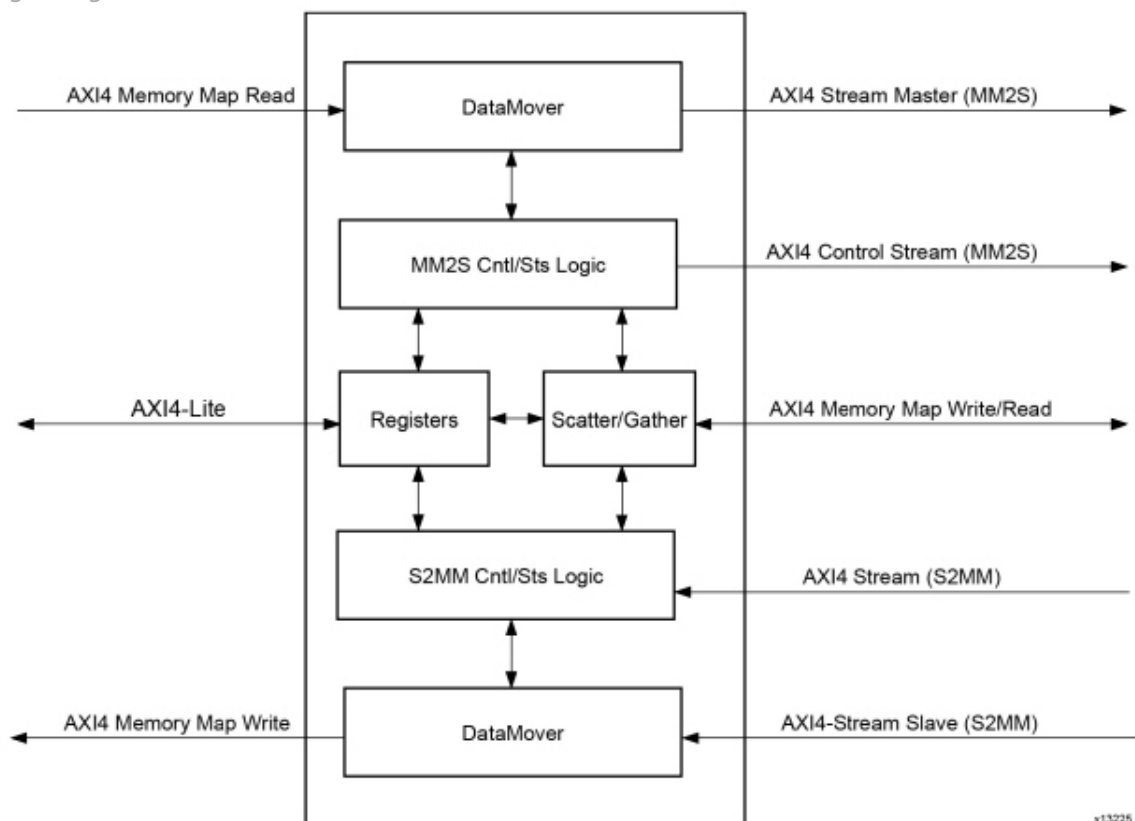 AXI4 Memory Map Read
DataMover
AXI4 Stream Master (MM2S)
MM2S Cntl/Sts Logic
AXI4 Control Stream (MM2S)
AXI4-Lite
Registers
Scatter/Gather
AXI4 Memory Map Write/Read
S2MM Cntl/Sts Logic
AXI4 Stream (S2MM)
AXI4 Memory Map Write
DataMover
AXI4-Stream Slave (S2MM)
x13225